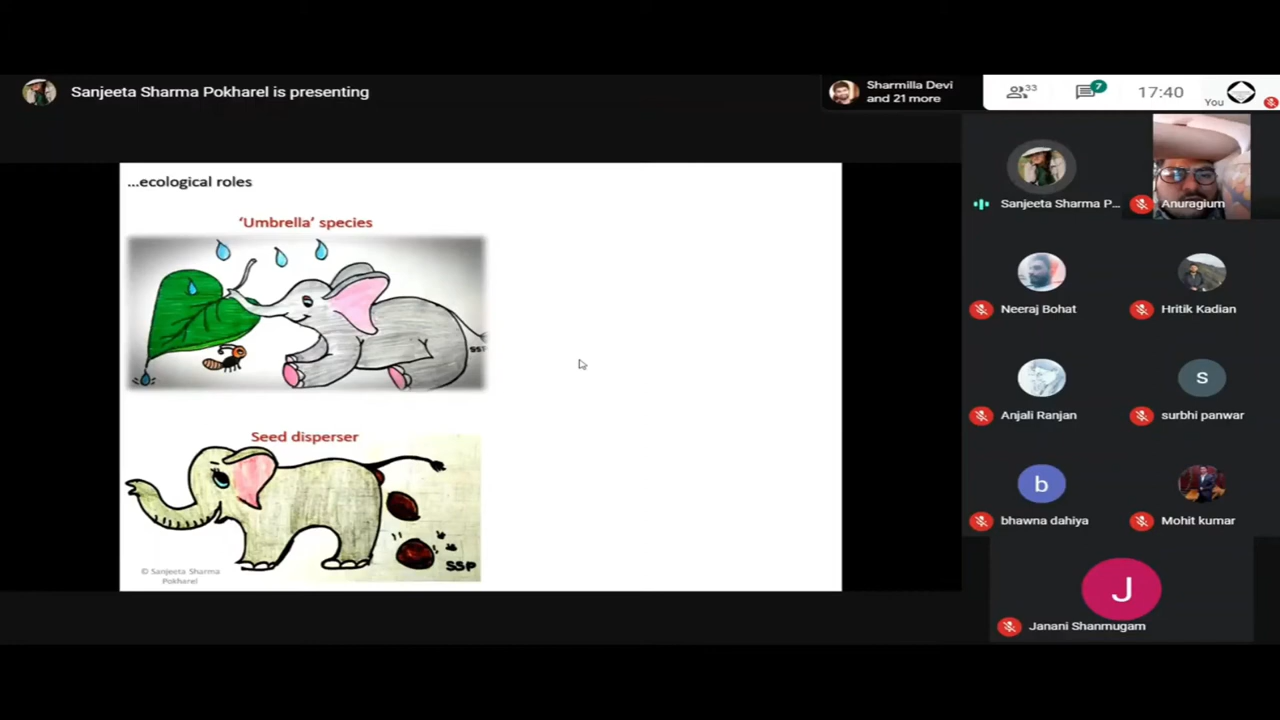 Sanjeeta Sharma Pokharel is presenting
Sharmilla Devi
and 21 more
33
7
17:40
You
...ecological roles
'Umbrella' species
Seed disperser
SSP
© Sanjeeta Sharma
Pokharel
Sanjeeta Sharma P...
Anuragium
Neeraj Bohat
Hritik Kadian
Anjali Ranjan
s
surbhi panwar
b
bhawna dahiya
Mohit kumar
J
Janani Shanmugam